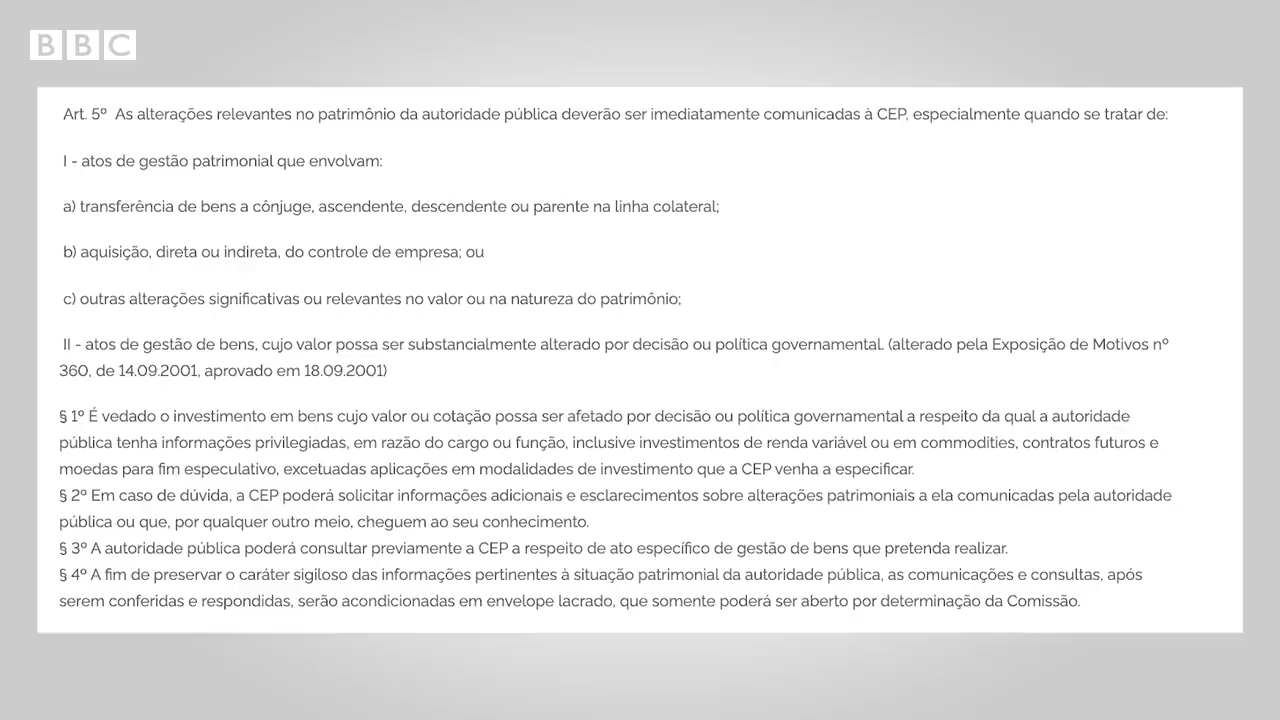 BBC
Art. 5º As alterações relevantes no patrimônio da autoridade pública deverão ser imediatamente comunicadas à CEP, especialmente quando se tratar de:
I - atos de gestão patrimonial que envolvam:
a) transferência de bens a cônjuge, ascendente, descendente ou parente na linha colateral;
b) aquisição, direta ou indireta, do controle de empresa; ou
c) outras alterações significativas ou relevantes no valor ou na natureza do patrimônio;
II - atos de gestão de bens, cujo valor possa ser substancialmente alterado por decisão ou política governamental. (alterado pela Exposição de Motivos nº
360, de 14.09.2001, aprovado em 18.09.2001)
§ 1º É vedado o investimento em bens cujo valor ou cotação possa ser afetado por decisão ou política governamental a respeito da qual a autoridade
pública tenha informações privilegiadas, em razão do cargo ou função, inclusive investimentos de renda variável ou em commodities, contratos futuros e
moedas para fim especulativo, excetuadas aplicações em modalidades de investimento que a CEP venha a especificar.
§ 2º Em caso de dúvida, a CEP poderá solicitar informações adicionais e esclarecimentos sobre alterações patrimoniais a ela comunicadas pela autoridade
pública ou que, por qualquer outro meio, cheguem ao seu conhecimento.
§ 3º A autoridade pública poderá consultar previamente a CEP a respeito de ato específico de gestão de bens que pretenda realizar.
§ 4º A fim de preservar o caráter sigiloso das informações pertinentes à situação patrimonial da autoridade pública, as comunicações e consultas, após
serem conferidas e respondidas, serão acondicionadas em envelope lacrado, que somente poderá ser aberto por determinação da Comissão.